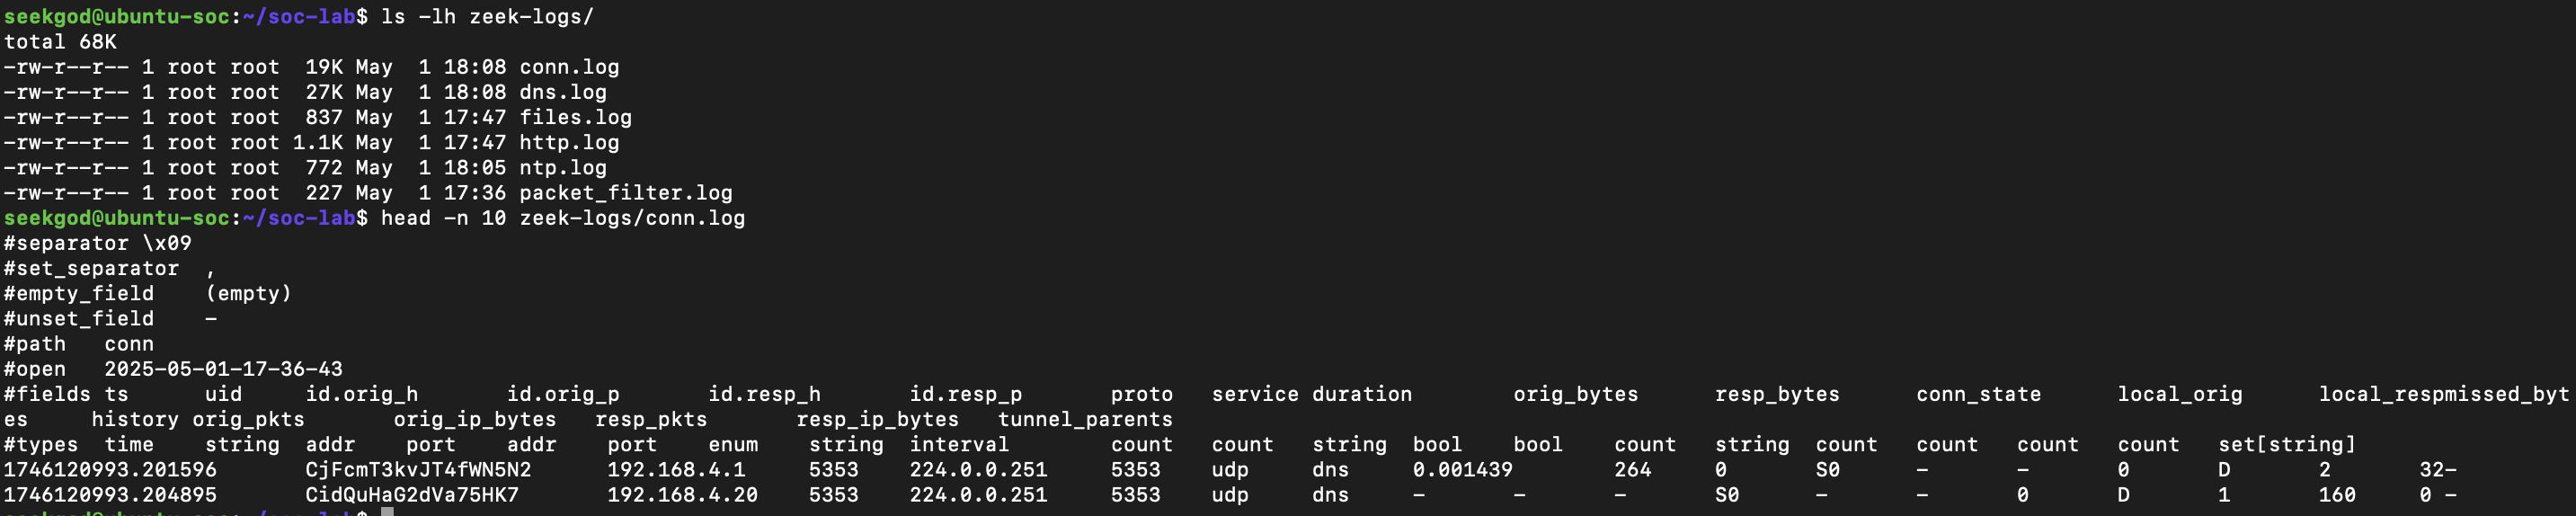 seekgod@ubuntu-soc:~/soc-lab$ ls -lh zeek-logs/
total 68K
-rw-r--r-- 1 root root  19K May  1 18:08 conn.log
-rw-r--r-- 1 root root  27K May  1 18:08 dns.log
-rw-r--r-- 1 root root  837 May  1 17:47 files.log
-rw-r--r-- 1 root root 1.1K May  1 17:47 http.log
-rw-r--r-- 1 root root  772 May  1 18:05 ntp.log
-rw-r--r-- 1 root root  227 May  1 17:36 packet_filter.log
seekgod@ubuntu-soc:~/soc-lab$ head -n 10 zeek-logs/conn.log
#separator \x09
#set_separator  ,
#empty_field    (empty)
#unset_field    -
#path   conn
#open   2025-05-01-17-36-43
#fields ts      uid     id.orig_h       id.orig_p       id.resp_h       id.resp_p       proto   service duration        orig_bytes      resp_bytes      conn_state      local_orig      local_respmissed_byt
es     history orig_pkts       orig_ip_bytes   resp_pkts       resp_ip_bytes   tunnel_parents
#types  time    string  addr    port    addr    port    enum    string  interval        count   count   string  bool    bool    count   string  count   count   count   count   set[string]
1746120993.201596       CjFcmT3kvJT4fWN5N2      192.168.4.1     5353    224.0.0.251     5353    udp     dns     0.001439        264     0       S0      -       -       0       D       2       32-
1746120993.204895       CidQuHaG2dVa75HK7       192.168.4.20    5353    224.0.0.251     5353    udp     dns     -       -       -       S0      -       -       0       D       1       160     0 -
seekgod@ubuntu-soc:~/soc-lab$